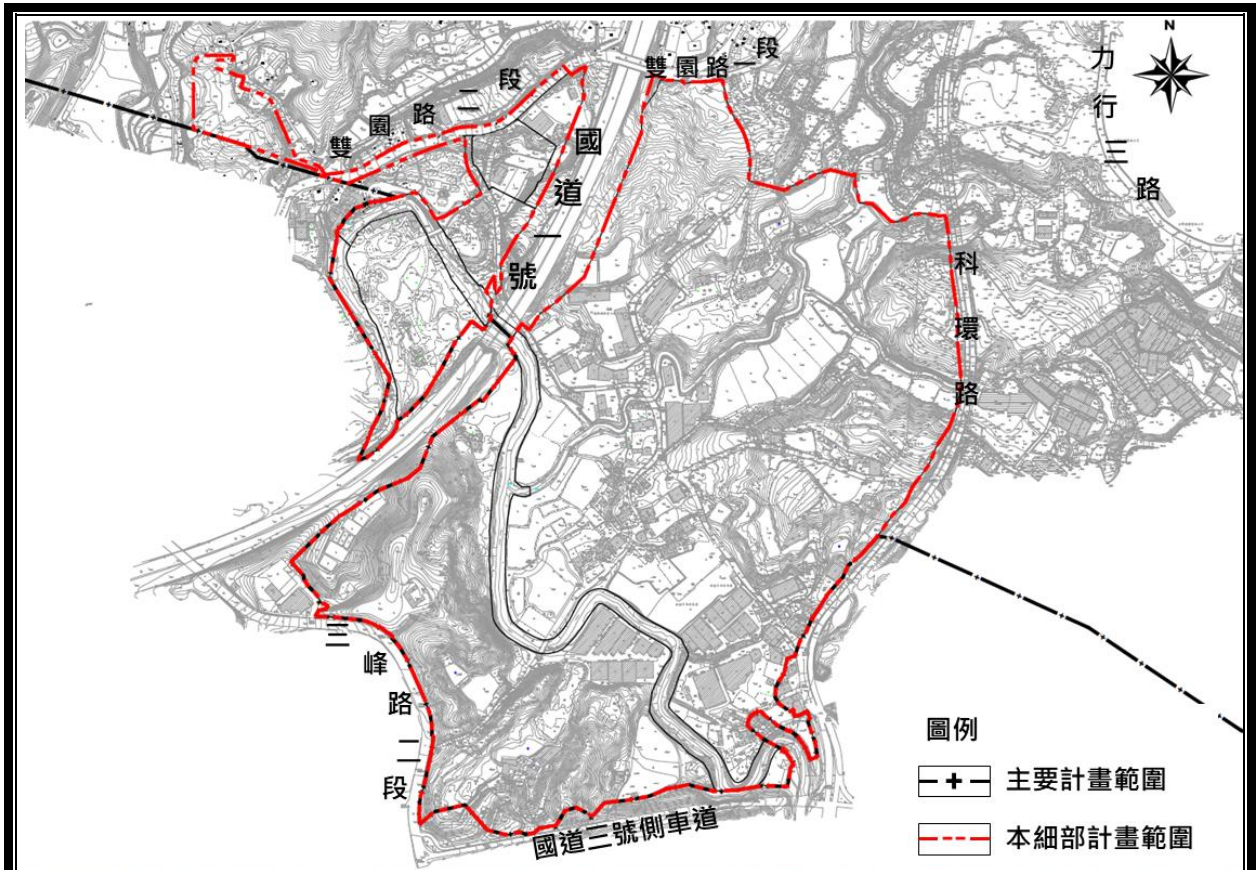 N
雙園路一段
力行三路
雙園路二段
國道一號
科環路
三峰路二段
國道三號側車道
圖例
主要計畫範圍
本細部計畫範圍